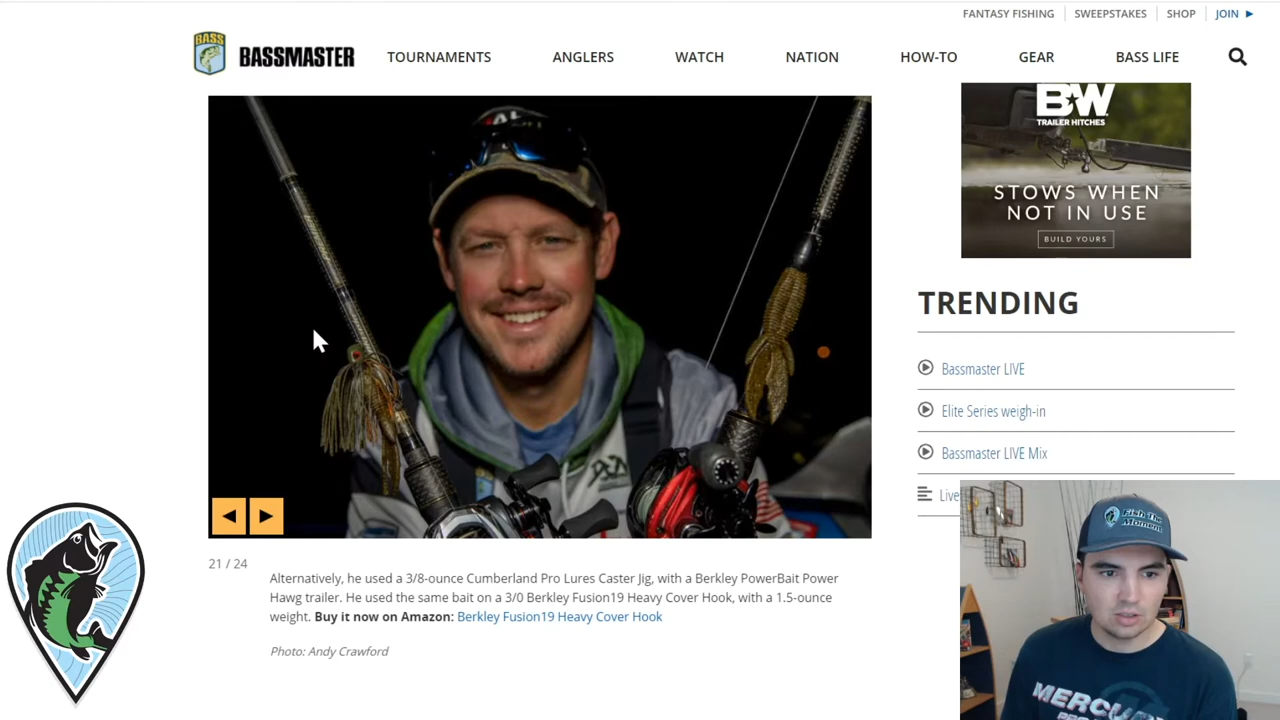 FANTASY FISHING SWEEPSTAKES SHOP JOIN
BASS
BASSMASTER TOURNAMENTS ANGLERS WATCH NATION HOW-TO GEAR BASS LIFE
B&W
TRAILER HITCHES
STOWS WHEN
NOT IN USE
BUILD YOURS
TRENDING
Bassmaster LIVE
Elite Series weigh-in
Bassmaster LIVE Mix
Live
21 / 24
Alternatively, he used a 3/8-ounce Cumberland Pro Lures Caster Jig, with a Berkley PowerBait Power
Hawg trailer. He used the same bait on a 3/0 Berkley Fusion19 Heavy Cover Hook, with a 1.5-ounce
weight. Buy it now on Amazon: Berkley Fusion19 Heavy Cover Hook
Photo: Andy Crawford
Fish The
Moment
MERCURY